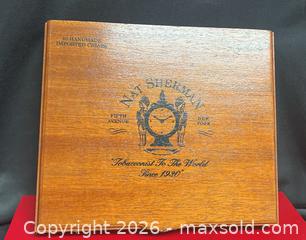 10 HANDMADE
IMPORTED CIGARS
NAT SHERMAN
FIFTH
AVENUE
NEW
YORK
"Tobacconist To The World
Since 1930"
Copyright 2026 - maxsold.com